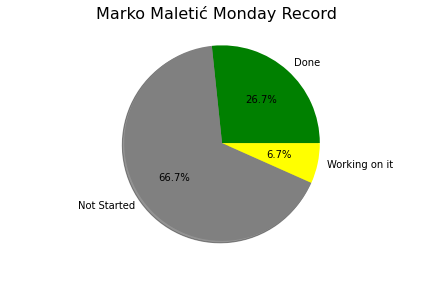 Marko Maletić Monday Record
Done
26.7%
6.7%
Working on it
66.7%
Not Started